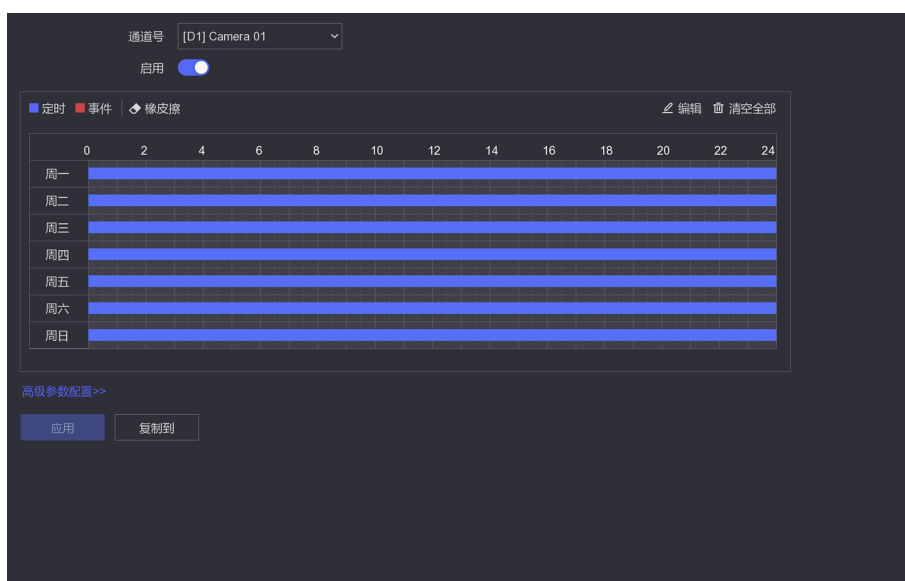 通道号 [D1] Camera 01
启用
定时 事件 橡皮擦 编辑 清空全部
0 2 4 6 8 10 12 14 16 18 20 22 24
周一
周二
周三
周四
周五
周六
周日
高级参数配置>>
应用 复制到